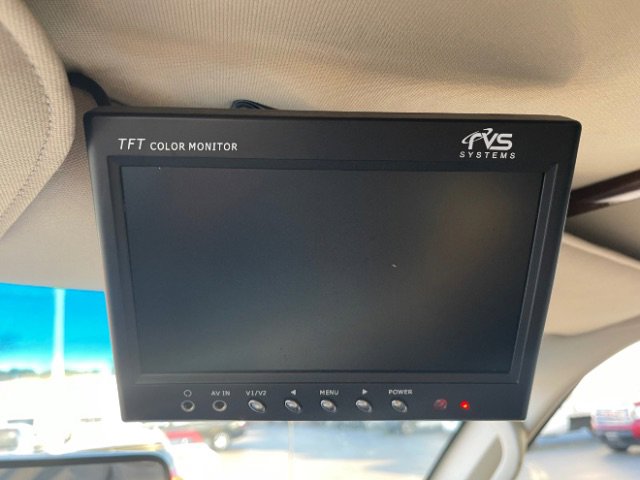 TFT COLOR MONITOR
rVS
SYSTEMS
AV IN V1/V2 ◄ MENU ► POWER